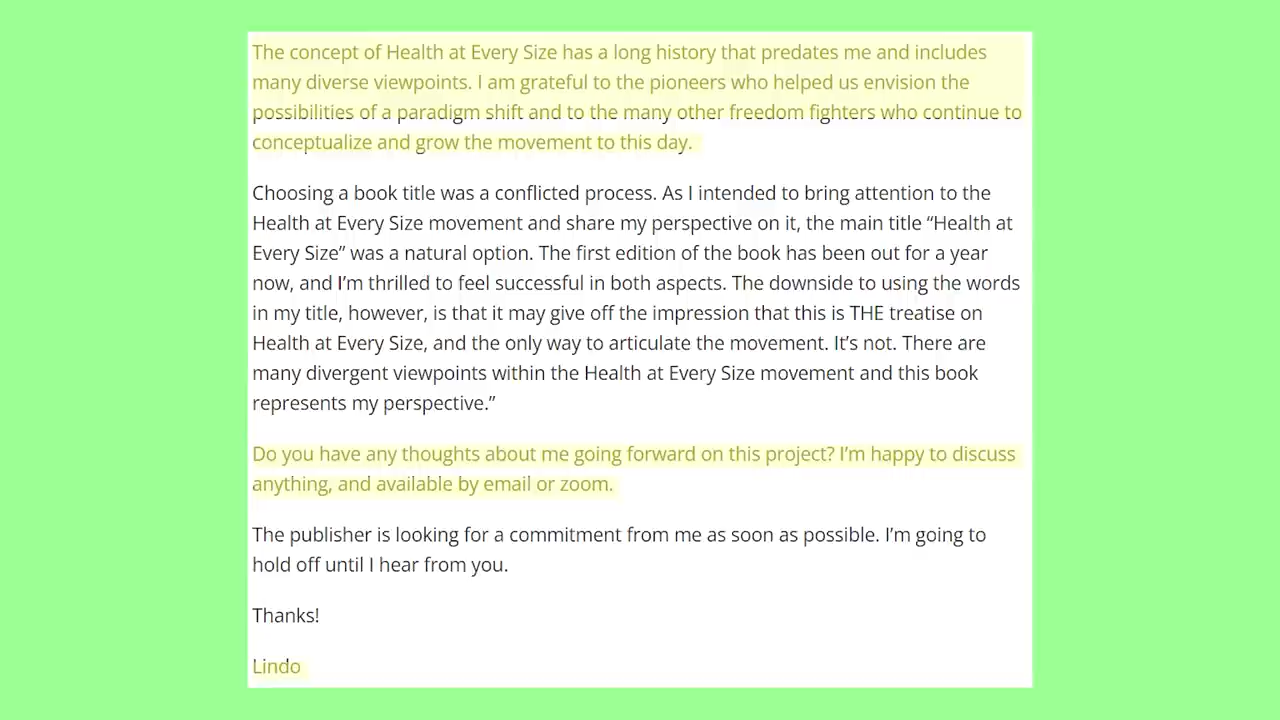 The concept of Health at Every Size has a long history that predates me and includes
many diverse viewpoints. I am grateful to the pioneers who helped us envision the
possibilities of a paradigm shift and to the many other freedom fighters who continue to
conceptualize and grow the movement to this day.
Choosing a book title was a conflicted process. As I intended to bring attention to the
Health at Every Size movement and share my perspective on it, the main title “Health at
Every Size” was a natural option. The first edition of the book has been out for a year
now, and I’m thrilled to feel successful in both aspects. The downside to using the words
in my title, however, is that it may give off the impression that this is THE treatise on
Health at Every Size, and the only way to articulate the movement. It’s not. There are
many divergent viewpoints within the Health at Every Size movement and this book
represents my perspective.”
Do you have any thoughts about me going forward on this project? I’m happy to discuss
anything, and available by email or zoom.
The publisher is looking for a commitment from me as soon as possible. I’m going to
hold off until I hear from you.
Thanks!
Lindo